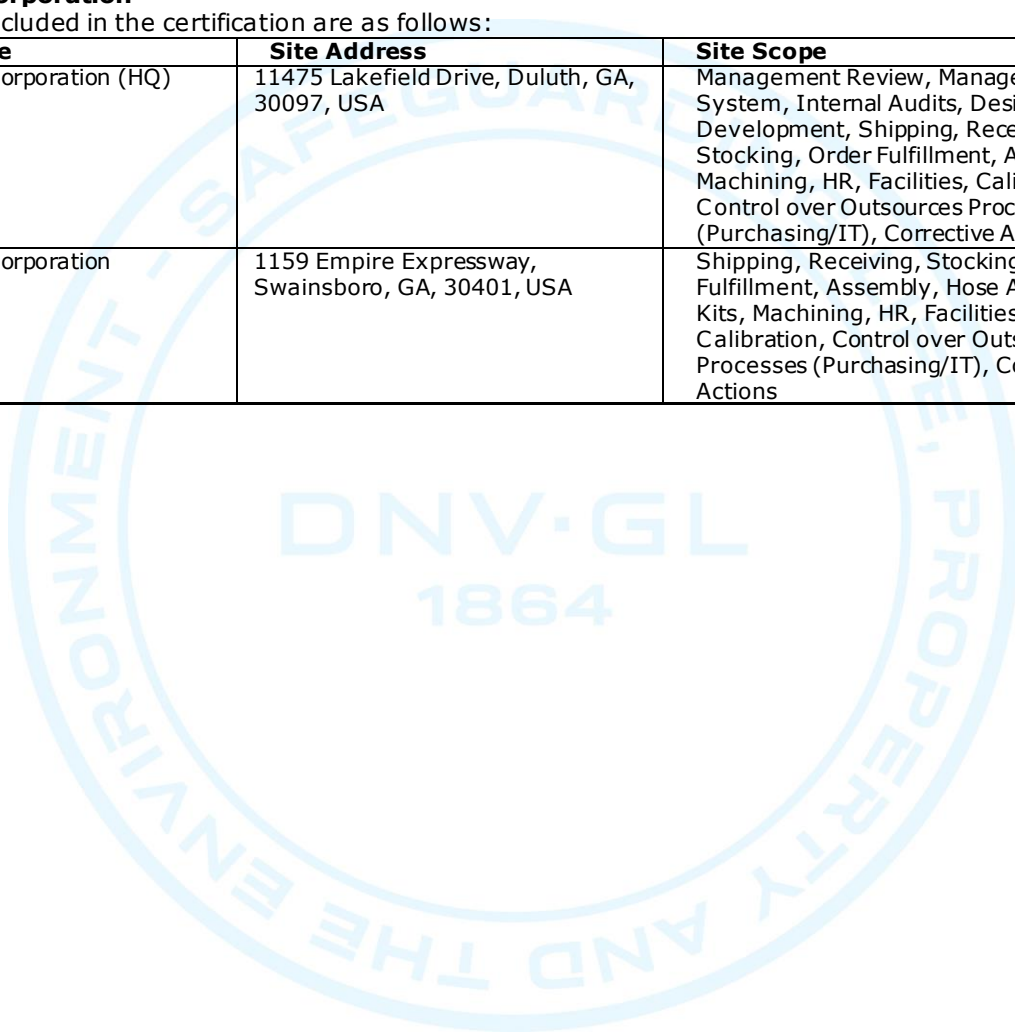 orporation
cluded in the certification are as follows:
e Site Address Site Scope
orporation (HQ)
11475 Lakefield Drive, Duluth, GA,
30097, USA
Management Review, Manage
System, Internal Audits, Desi
Development, Shipping, Rece
Stocking, Order Fulfillment, A
Machining, HR, Facilities, Cali
Control over Outsources Proc
(Purchasing/IT), Corrective A
orporation
1159 Empire Expressway,
Swainsboro, GA, 30401, USA
Shipping, Receiving, Stocking
Fulfillment, Assembly, Hose A
Kits, Machining, HR, Facilities
Calibration, Control over Outs
Processes (Purchasing/IT), Co
Actions
SAFEGUARDING LIFE, PROPERTY AND THE ENVIRONMENT -
DNV·GL
1864